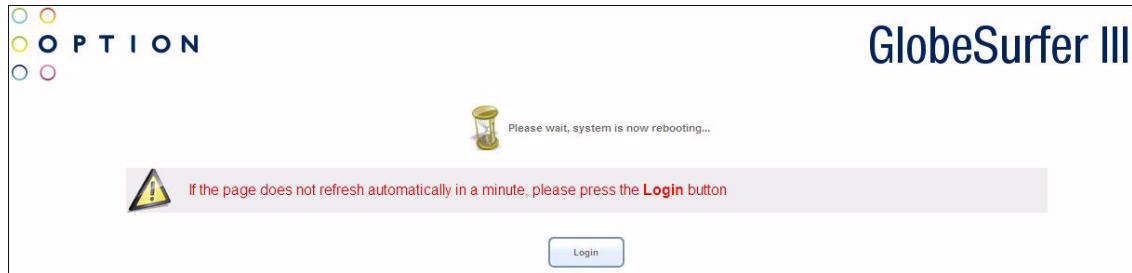 OPTION
GlobeSurfer III
Please wait, system is now rebooting...
If the page does not refresh automatically in a minute, please press the Login button
Login